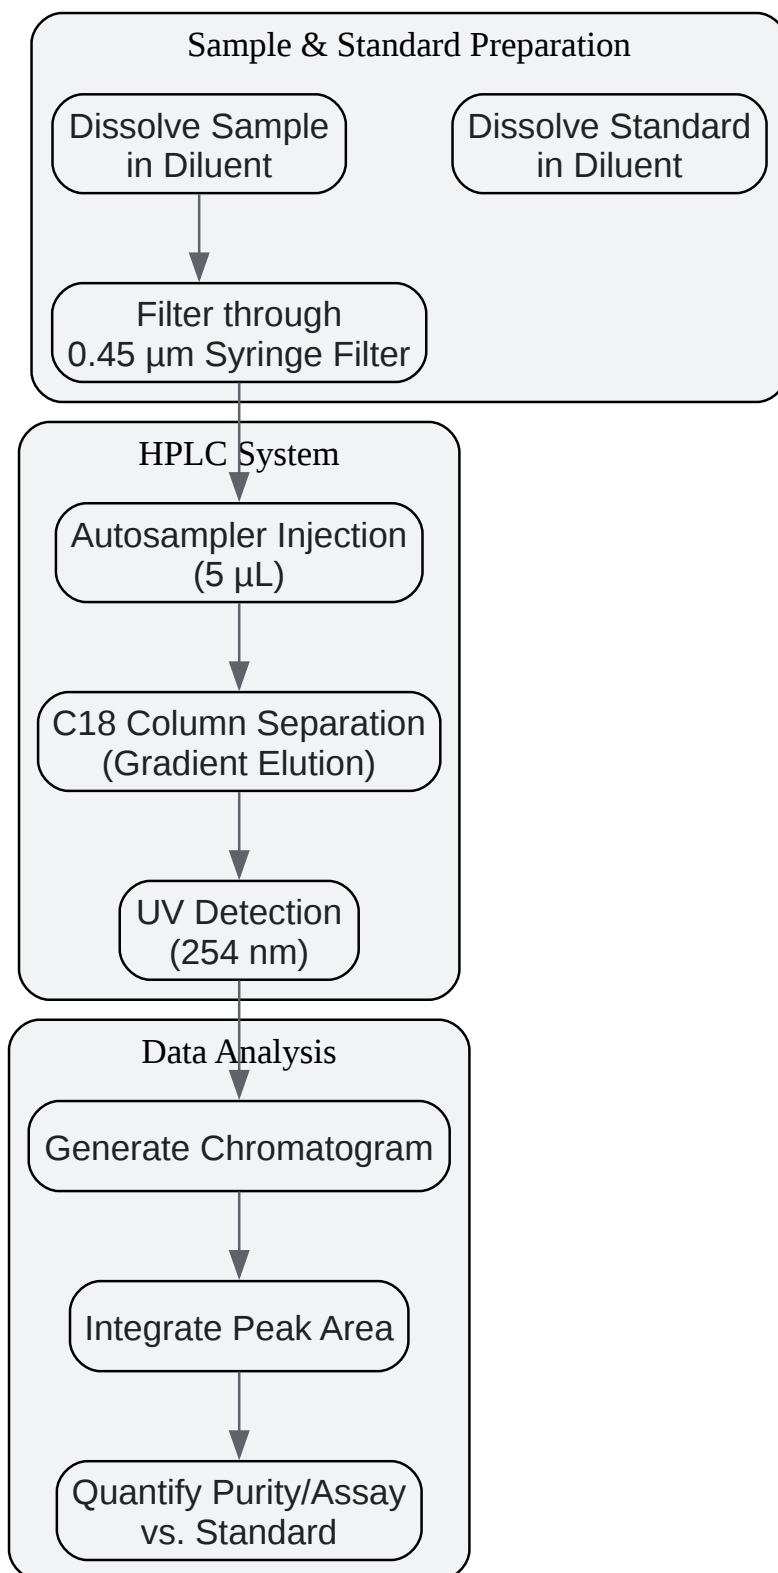 Sample & Standard Preparation
Dissolve Sample
in Diluent
Dissolve Standard
in Diluent
Filter through
0.45 µm Syringe Filter
HPLC System
Autosampler Injection
(5 µL)
C18 Column Separation
(Gradient Elution)
UV Detection
(254 nm)
Data Analysis
Generate Chromatogram
Integrate Peak Area
Quantify Purity/Assay
vs. Standard